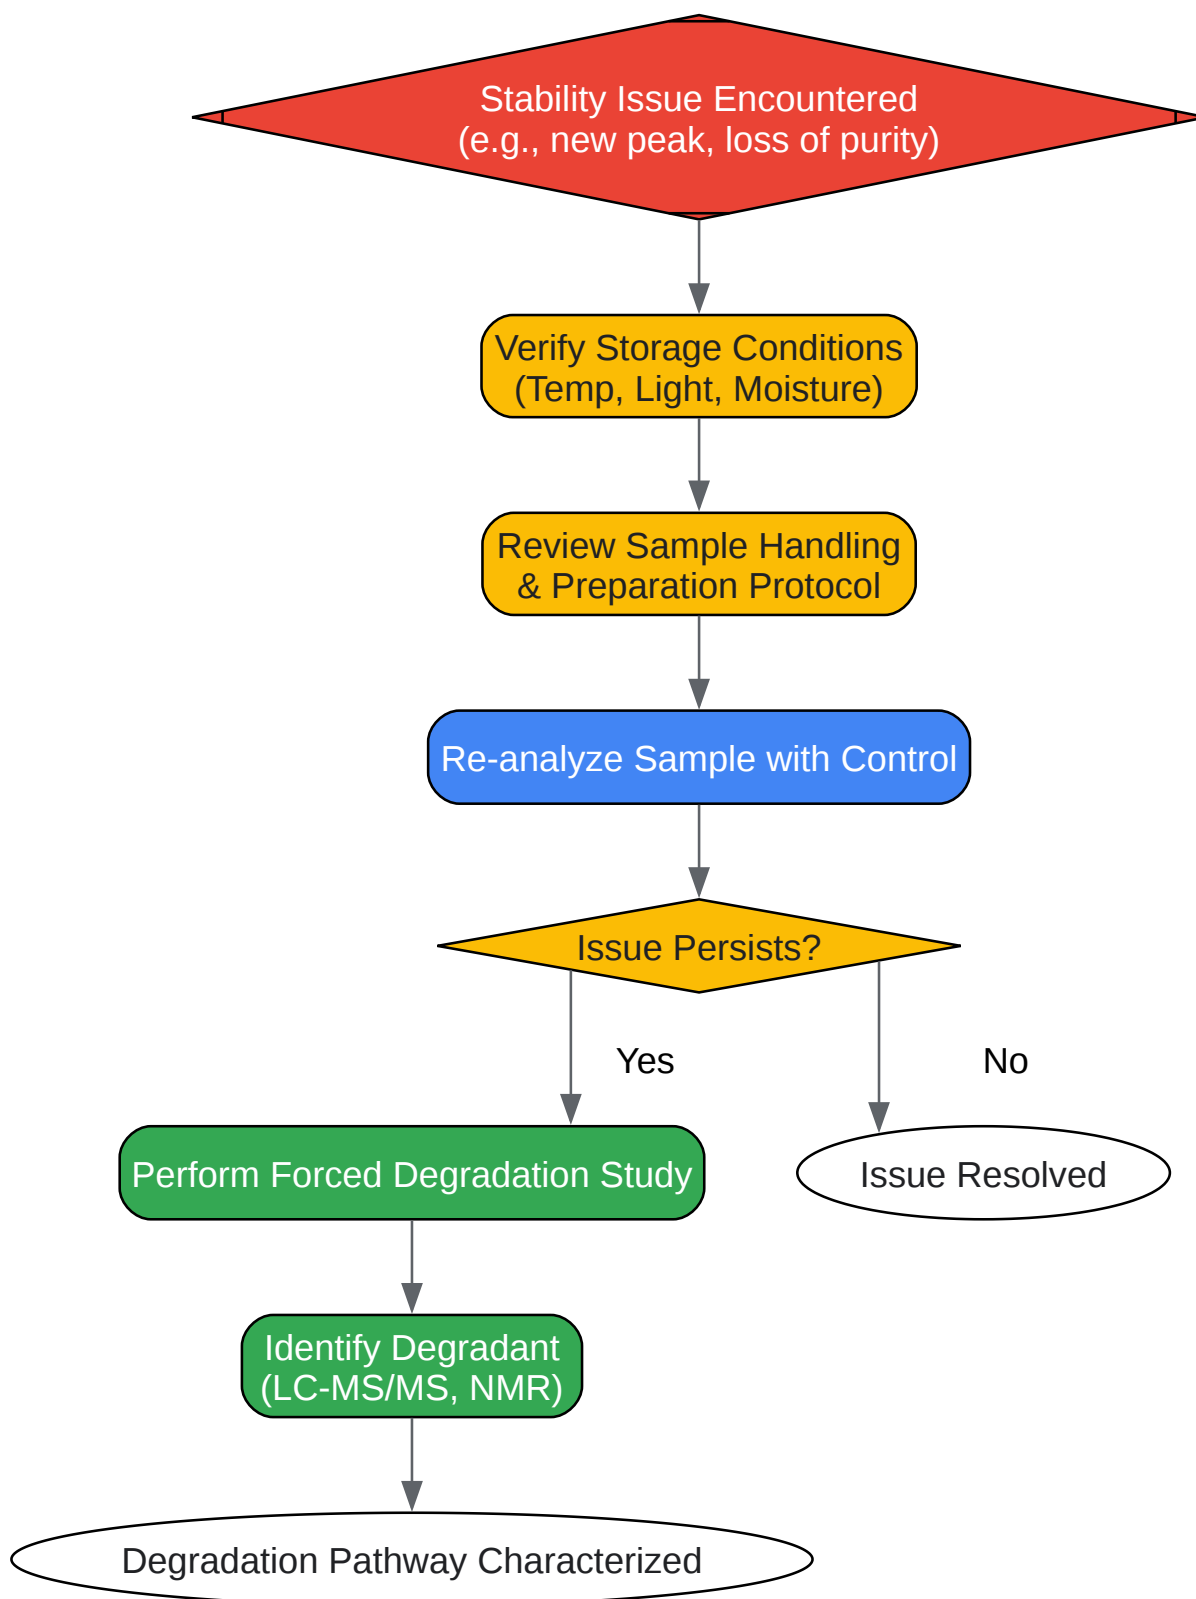 Stability Issue Encountered
(e.g., new peak, loss of purity)
Verify Storage Conditions
(Temp, Light, Moisture)
Review Sample Handling
& Preparation Protocol
Re-analyze Sample with Control
Issue Persists?
Yes
No
Perform Forced Degradation Study
Issue Resolved
Identify Degradant
(LC-MS/MS, NMR)
Degradation Pathway Characterized